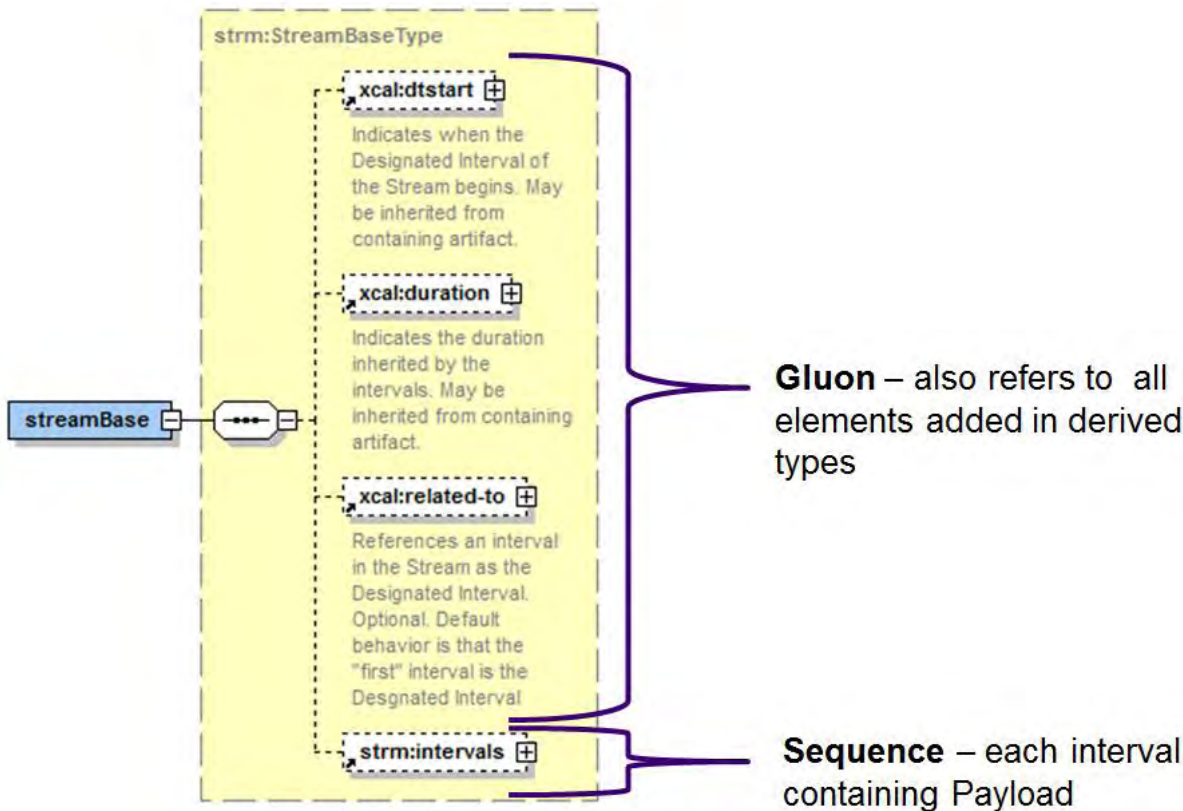 strm:StreamBaseType
xcal:dtstart
Indicates when the
Designated Interval of
the Stream begins. May
be inherited from
containing artifact.
xcal:duration
Indicates the duration
inherited by the
intervals. May be
inherited from containing
artifact.
streamBase
xcal:related-to
References an interval
in the Stream as the
Designated Interval.
Optional. Default
behavior is that the
"first" interval is the
Desgnated Interval
strm:intervals
Gluon – also refers to all
elements added in derived
types
Sequence – each interval
containing Payload